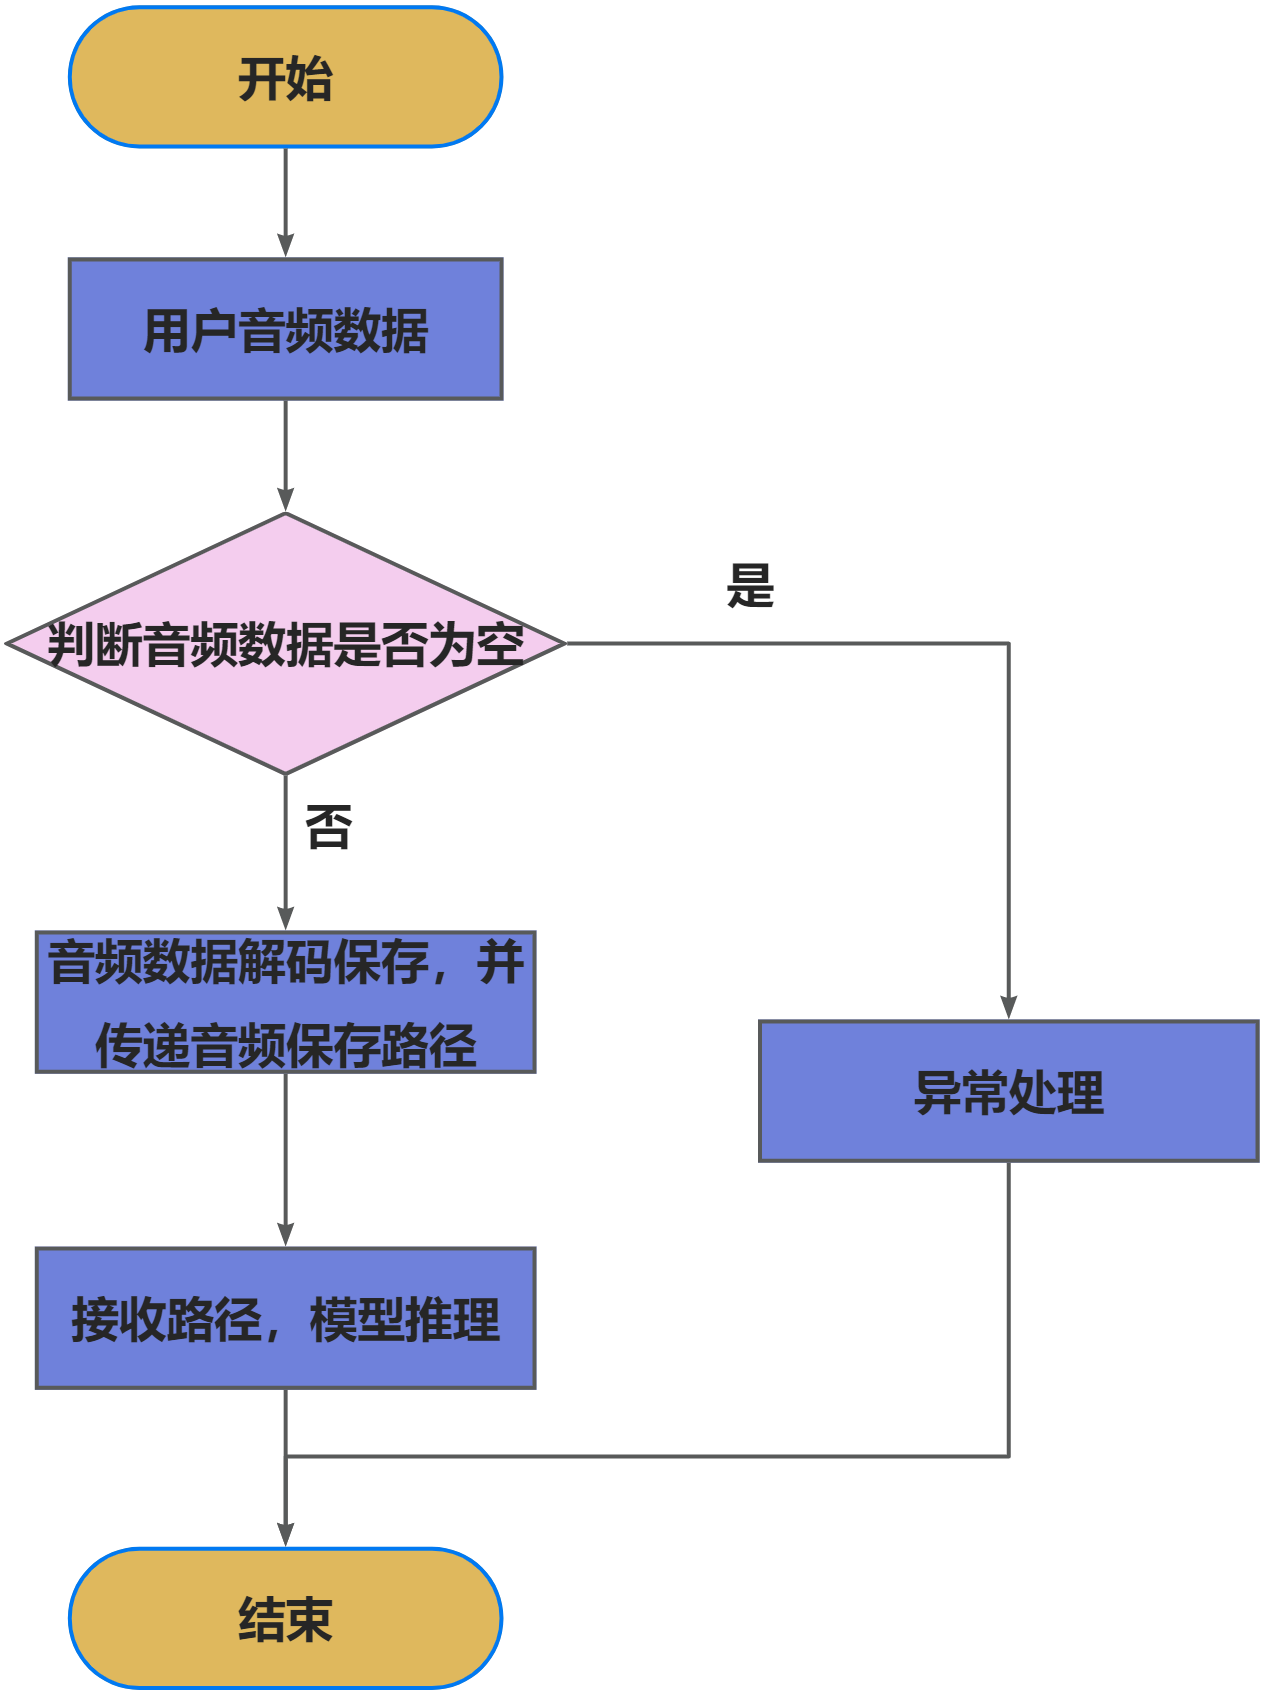 开始
用户音频数据
判断音频数据是否为空
是
否
音频数据解码保存，并
传递音频保存路径
异常处理
接收路径，模型推理
结束